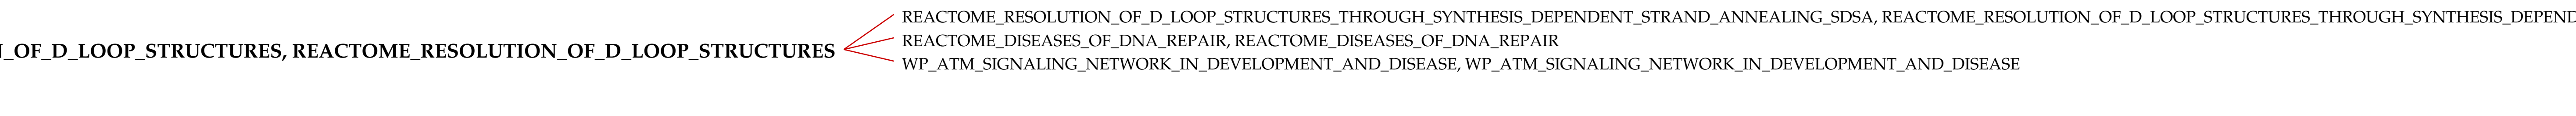 REACTOME_RESOLUTION_OF_D_LOOP_STRUCTURES_THROUGH_SYNTHESIS_DEPENDENT_STRAND_ANNEALING_SDSA, REACTOME_RESOLUTION_OF_D_LOOP_STRUCTURES_THROUGH_SYNTHESIS_DEPEND
REACTOME_DISEASES_OF_DNA_REPAIR, REACTOME_DISEASES_OF_DNA_REPAIR
_OF_D_LOOP_STRUCTURES, REACTOME_RESOLUTION_OF_D_LOOP_STRUCTURES
WP_ATM_SIGNALING_NETWORK_IN_DEVELOPMENT_AND_DISEASE, WP_ATM_SIGNALING_NETWORK_IN_DEVELOPMENT_AND_DISEASE